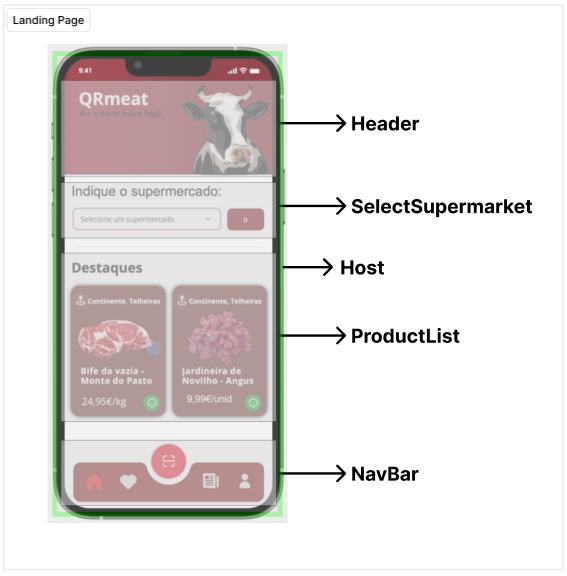 Landing Page
9:41
QRmeat
for a meat more legit.
Header
Indique o supermercado:
Selecione um supermercado
Ir
SelectSupermarket
Host
Destaques
Continente, Telheiras
Continente, Telheiras
ProductList
Bife da vazia -
Monte do Pasto
24,95€/kg
Jardineira de
Novilho - Angus
9,99€/unid
NavBar